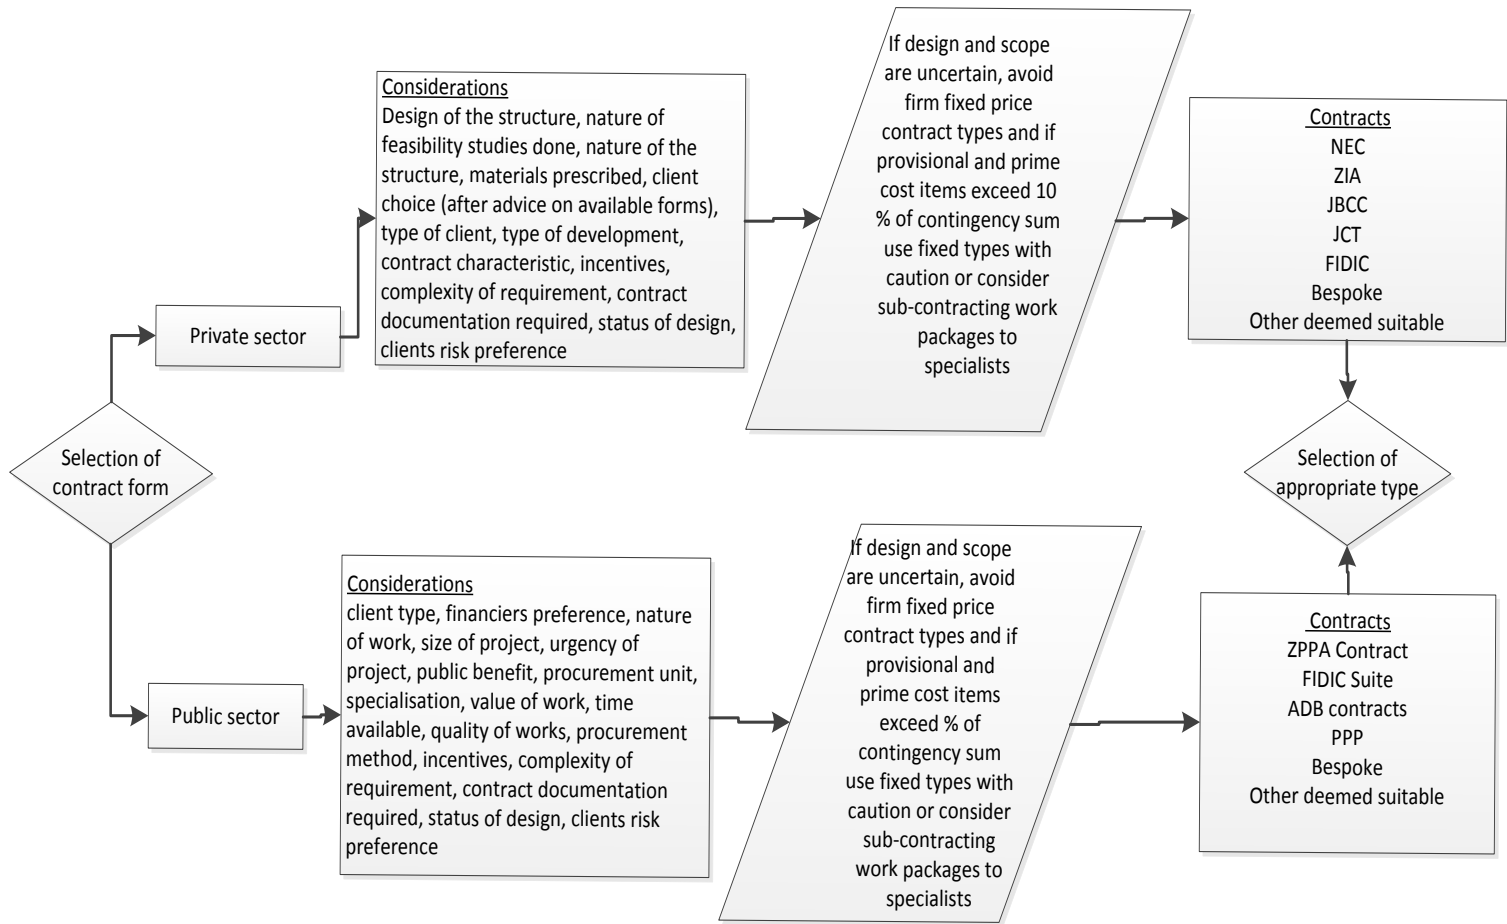 Selection of
contract form
Private sector
Considerations
Design of the structure, nature of
feasibility studies done, nature of the
structure, materials prescribed, client
choice (after advice on available forms),
type of client, type of development,
contract characteristic, incentives,
complexity of requirement, contract
documentation required, status of design,
clients risk preference
If design and scope
are uncertain, avoid
firm fixed price
contract types and if
provisional and prime
cost items exceed 10
% of contingency sum
use fixed types with
caution or consider
sub-contracting work
packages to
specialists
Contracts
NEC
ZIA
JBCC
JCT
FIDIC
Bespoke
Other deemed suitable
Selection of
appropriate type
Public sector
Considerations
client type, financiers preference, nature
of work, size of project, urgency of
project, public benefit, procurement unit,
specialisation, value of work, time
available, quality of works, procurement
method, incentives, complexity of
requirement, contract documentation
required, status of design, clients risk
preference
If design and scope
are uncertain, avoid
firm fixed price
contract types and if
provisional and
prime cost items
exceed % of
contingency sum
use fixed types with
caution or consider
sub-contracting
work packages to
specialists
Contracts
ZPPA Contract
FIDIC Suite
ADB contracts
PPP
Bespoke
Other deemed suitable